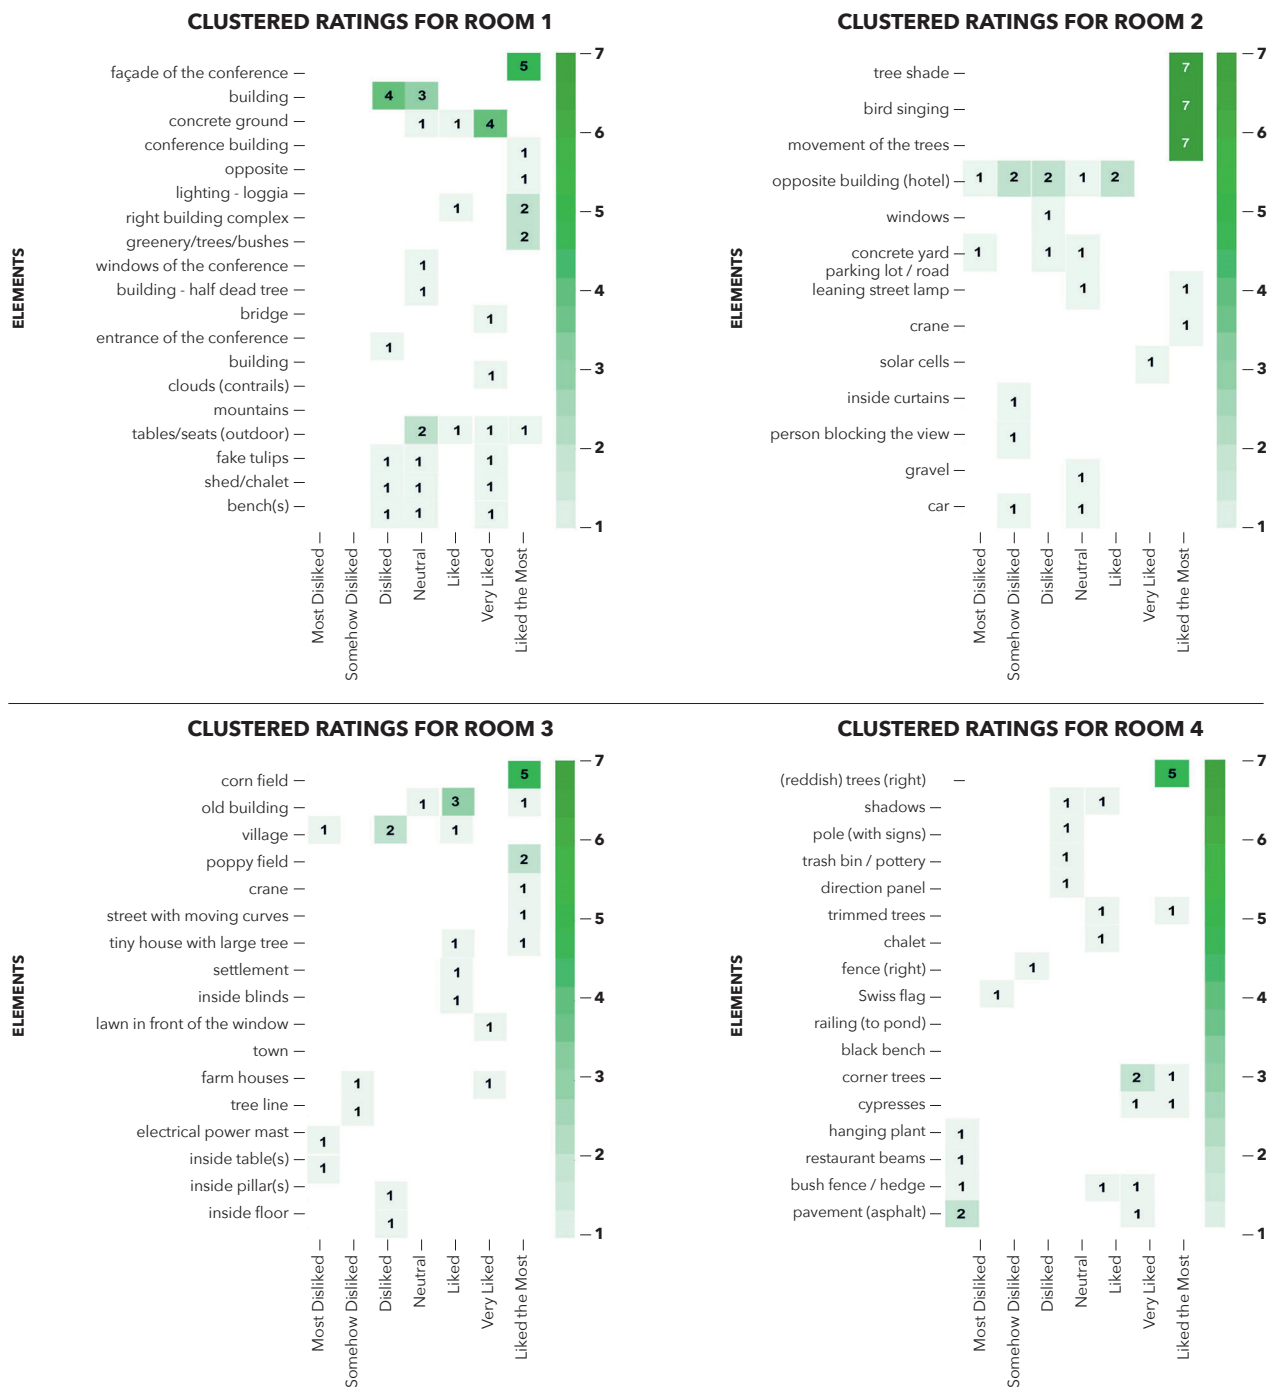 CLUSTERED RATINGS FOR ROOM 1
ELEMENTS
façade of the conference
building
concrete ground
conference building
opposite
lighting - loggia
right building complex
greenery/trees/bushes
windows of the conference
building - half dead tree
bridge
entrance of the conference
building
clouds (contrails)
mountains
tables/seats (outdoor)
fake tulips
shed/chalet
bench(s)
5
4 3
1 1 4
1
1
1 2
2
1
1
1
1
1
2 1 1 1
1 1 1
1 1 1
1 1 1
7
6
5
4
3
2
1
Most Disliked
Somehow Disliked
Disliked
Neutral
Liked
Very Liked
Liked the Most
CLUSTERED RATINGS FOR ROOM 2
ELEMENTS
tree shade
bird singing
movement of the trees
opposite building (hotel)
windows
concrete yard
parking lot / road
leaning street lamp
crane
solar cells
inside curtains
person blocking the view
gravel
car
7
7
7
1 2 2 1 2
1
1 1 1
1 1
1
1
1
1
1
1 1
7
6
5
4
3
2
1
Most Disliked
Somehow Disliked
Disliked
Neutral
Liked
Very Liked
Liked the Most
CLUSTERED RATINGS FOR ROOM 3
ELEMENTS
corn field
old building
village
poppy field
crane
street with moving curves
tiny house with large tree
settlement
inside blinds
lawn in front of the window
town
farm houses
tree line
electrical power mast
inside table(s)
inside pillar(s)
inside floor
5
1 3 1
1 2 1
2
1
1
1 1
1
1
1
1 1
1
1
1
1
1
7
6
5
4
3
2
1
Most Disliked
Somehow Disliked
Disliked
Neutral
Liked
Very Liked
Liked the Most
CLUSTERED RATINGS FOR ROOM 4
ELEMENTS
(reddish) trees (right)
shadows
pole (with signs)
trash bin / pottery
direction panel
trimmed trees
chalet
fence (right)
Swiss flag
railing (to pond)
black bench
corner trees
cypresses
hanging plant
restaurant beams
bush fence / hedge
pavement (asphalt)
5
1 1
1
1
1
1 1
1
1
1
2 1
1 1
1
1
1 1 1
2 1
7
6
5
4
3
2
1
Most Disliked
Somehow Disliked
Disliked
Neutral
Liked
Very Liked
Liked the Most